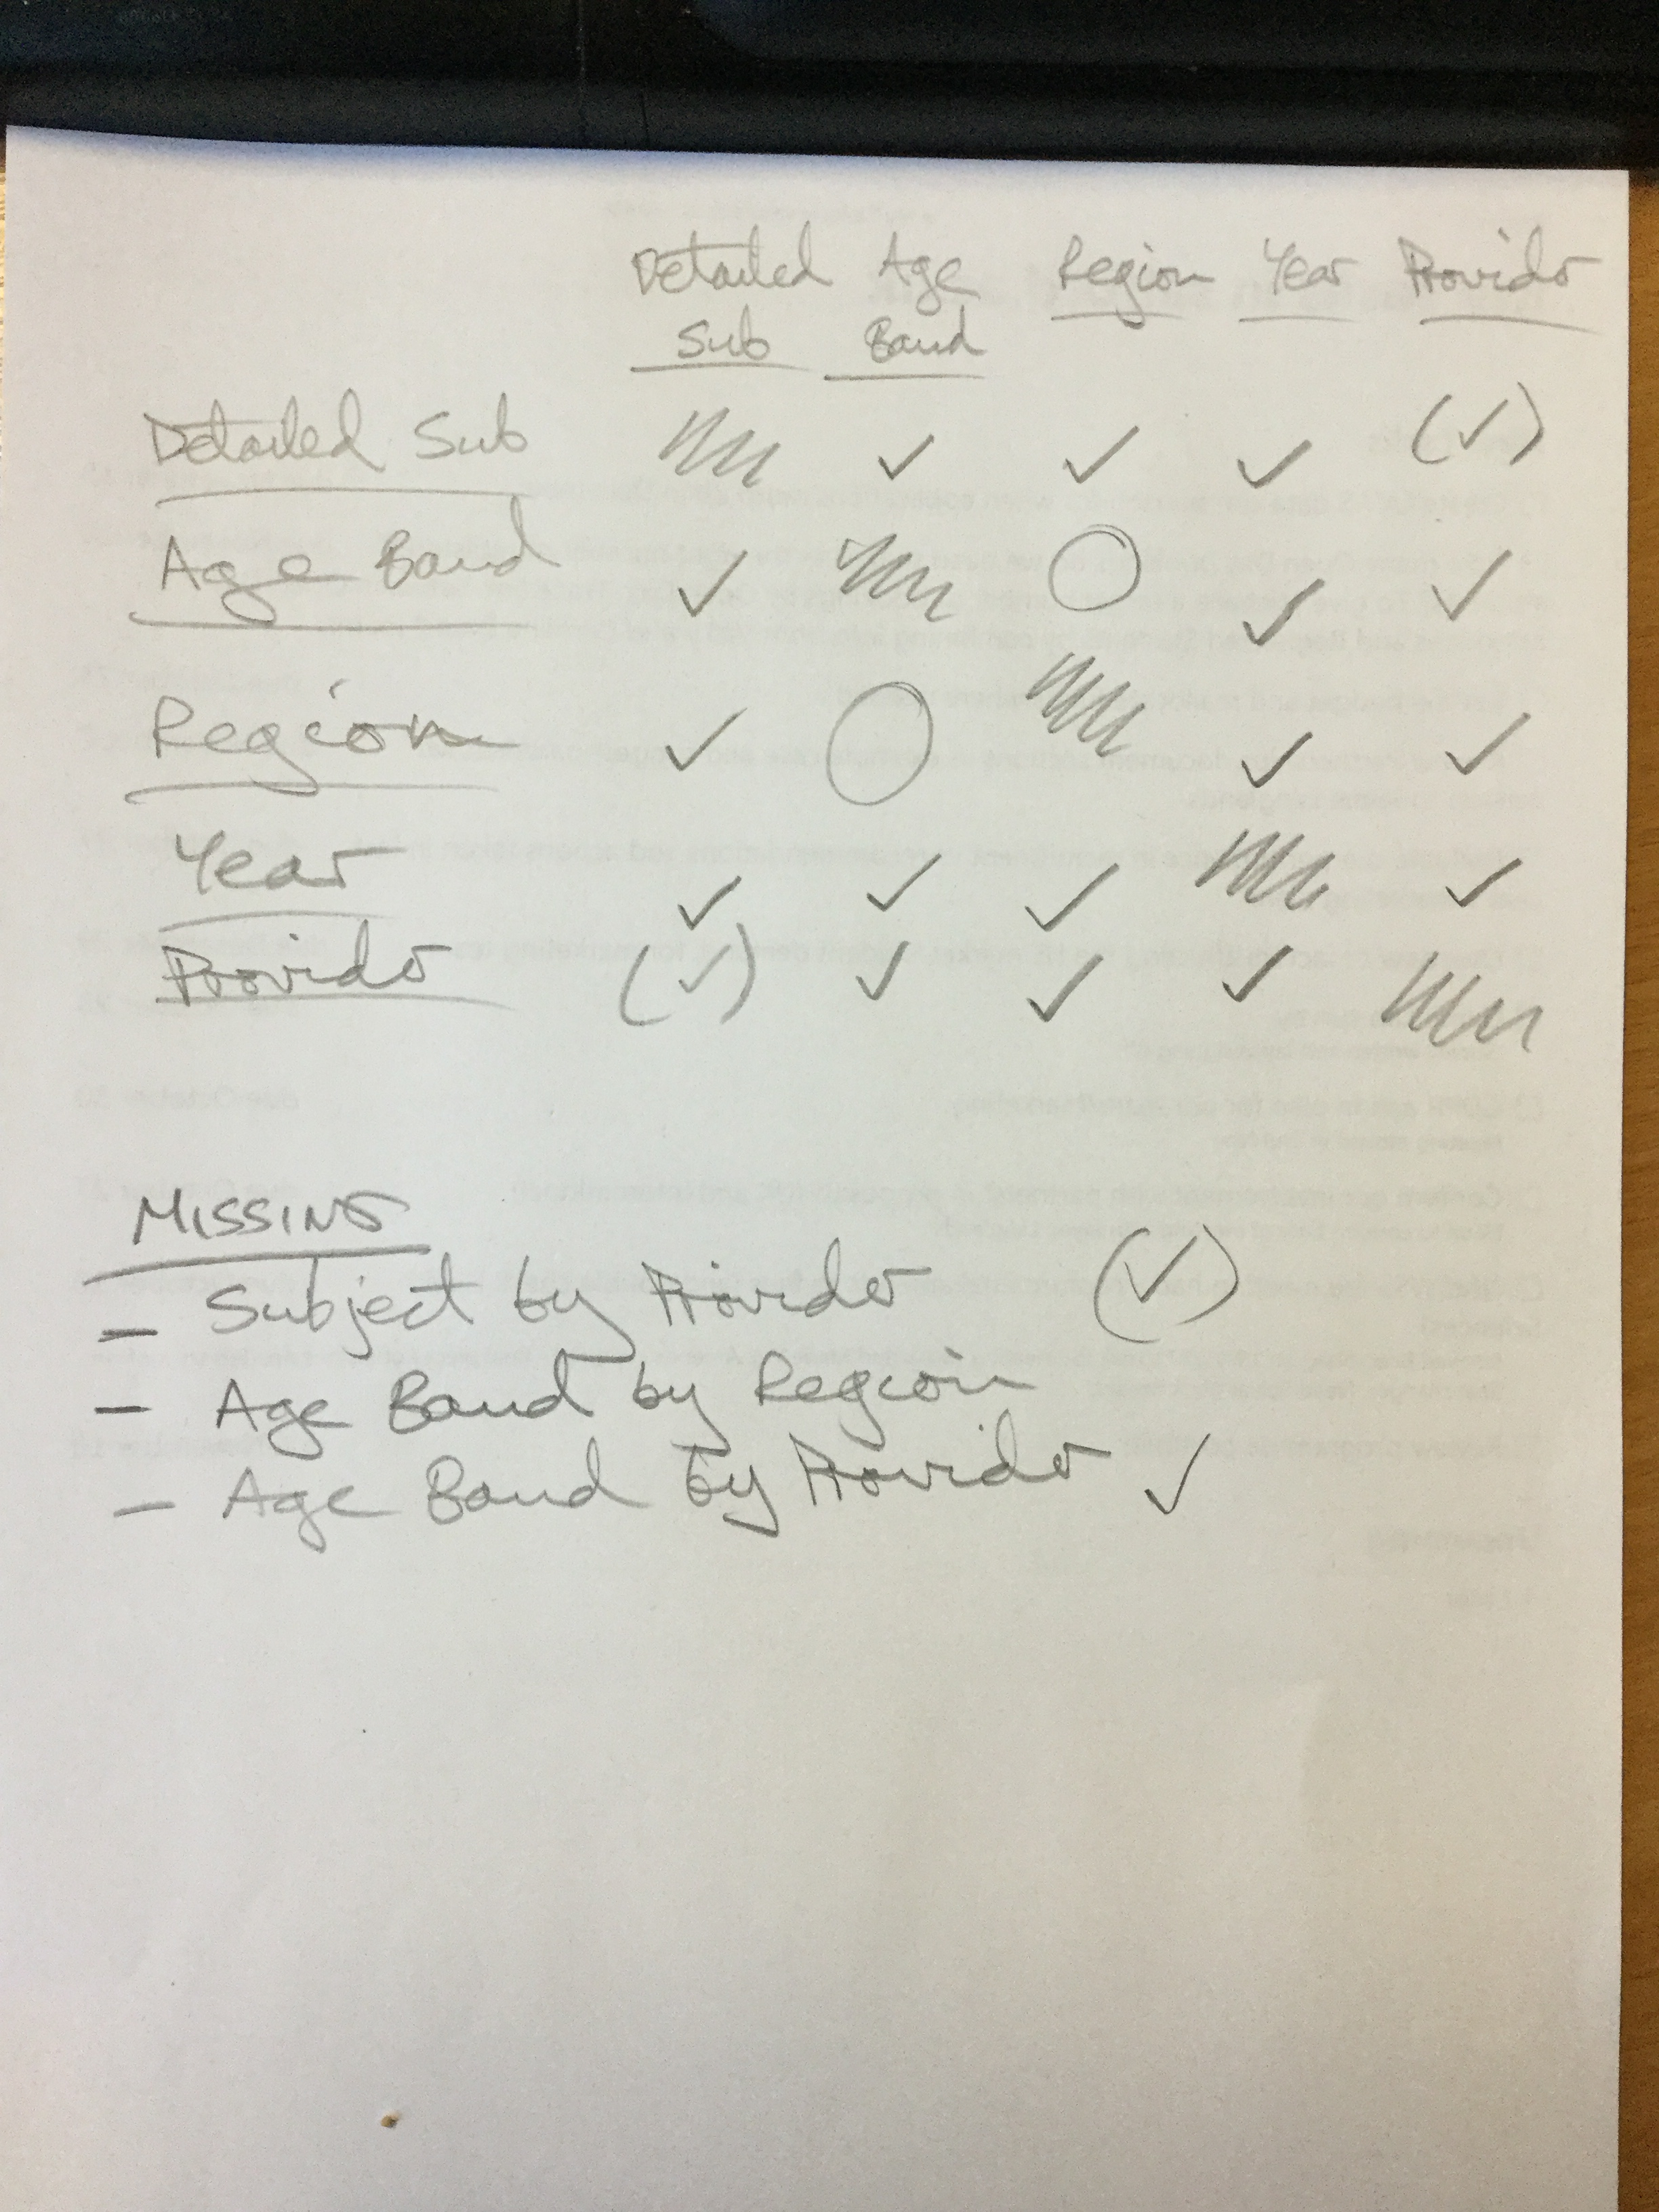 Detailed Age Region Year Provider
Sub Band
Detailed Sub ✓ ✓ ✓ (✓)
Age Band ✓ ○ ✓ ✓
Region ✓ ○ ✓ ✓
Year ✓ ✓ ✓ ✓
Provider (✓) ✓ ✓ ✓
MISSING
- Subject by Provider (✓)
- Age Band by Region
- Age Band by Provider ✓